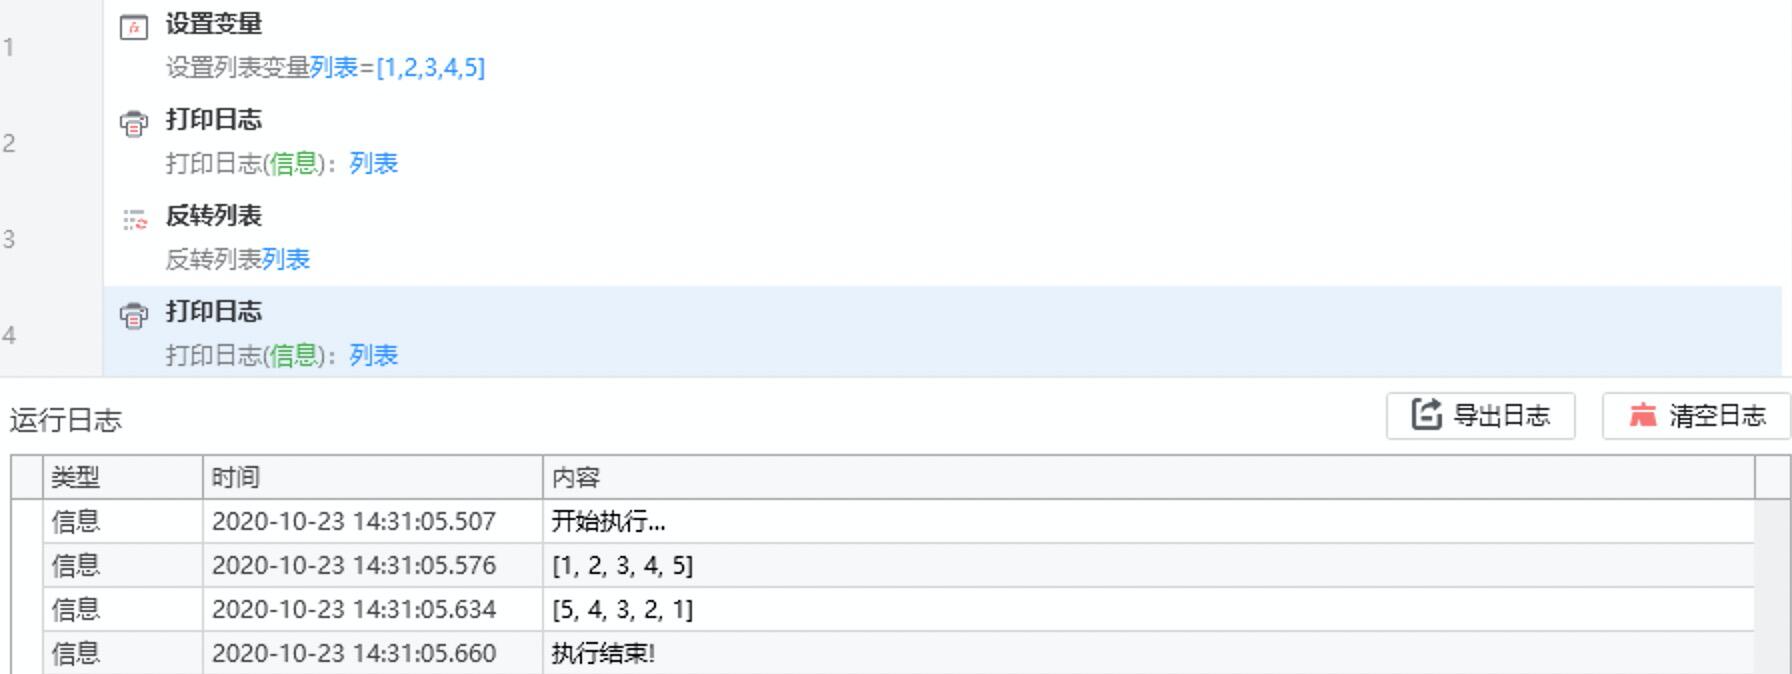 设置变量
1
设置列表变量列表=[1,2,3,4,5]
打印日志
2
打印日志(信息)：列表
反转列表
3
反转列表列表
打印日志
4
打印日志(信息)：列表
运行日志
导出日志
清空日志
类型 时间 内容
信息 2020-10-23 14:31:05.507 开始执行...
信息 2020-10-23 14:31:05.576 [1, 2, 3, 4, 5]
信息 2020-10-23 14:31:05.634 [5, 4, 3, 2, 1]
信息 2020-10-23 14:31:05.660 执行结束!